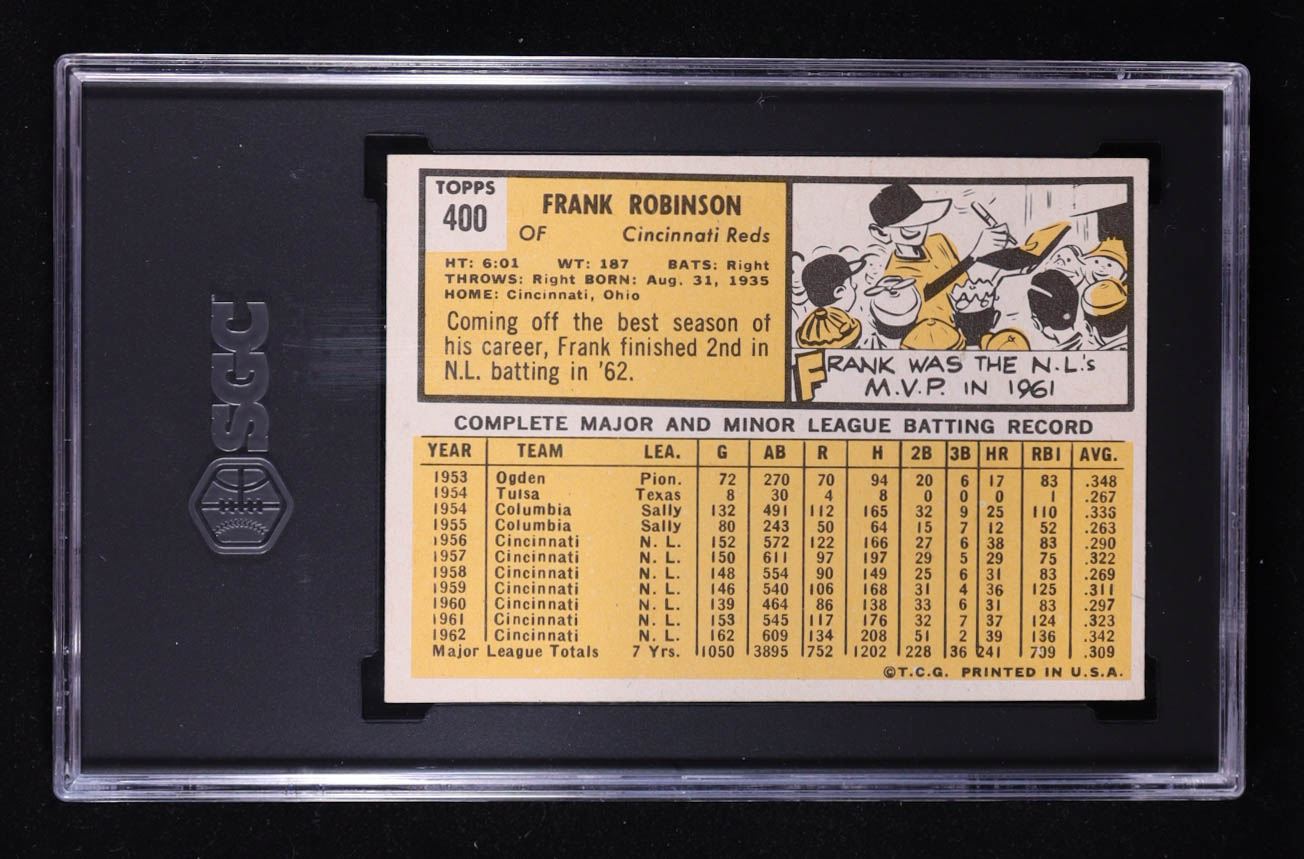 SGC
TOPPS
400
FRANK ROBINSON
OF Cincinnati Reds
HT: 6:01 WT: 187 BATS: Right
THROWS: Right BORN: Aug. 31, 1935
HOME: Cincinnati, Ohio
Coming off the best season of
his career, Frank finished 2nd in
N.L. batting in '62.
FRANK WAS THE N.L.'s
M.V.P. IN 1961
COMPLETE MAJOR AND MINOR LEAGUE BATTING RECORD
YEAR TEAM LEA. G AB R H 2B 3B HR RBI AVG.
1953 Ogden Pion. 72 270 70 94 20 6 17 83 .348
1954 Tulsa Texas 8 30 4 8 0 0 0 1 .267
1954 Columbia Sally 132 491 112 165 32 9 25 110 .336
1955 Columbia Sally 80 243 50 64 15 7 12 52 .263
1956 Cincinnati N. L. 152 572 122 166 27 6 38 83 .290
1957 Cincinnati N. L. 150 611 97 197 29 5 29 75 .322
1958 Cincinnati N. L. 148 554 90 149 25 6 31 83 .269
1959 Cincinnati N. L. 146 540 106 168 31 4 36 125 .311
1960 Cincinnati N. L. 139 464 86 138 33 6 31 83 .297
1961 Cincinnati N. L. 153 545 117 176 32 7 37 124 .323
1962 Cincinnati N. L. 162 609 134 208 51 2 39 136 .342
Major League Totals 7 Yrs. 1050 3895 752 1202 228 36 241 709 .309
©T.C.G. PRINTED IN U.S.A.